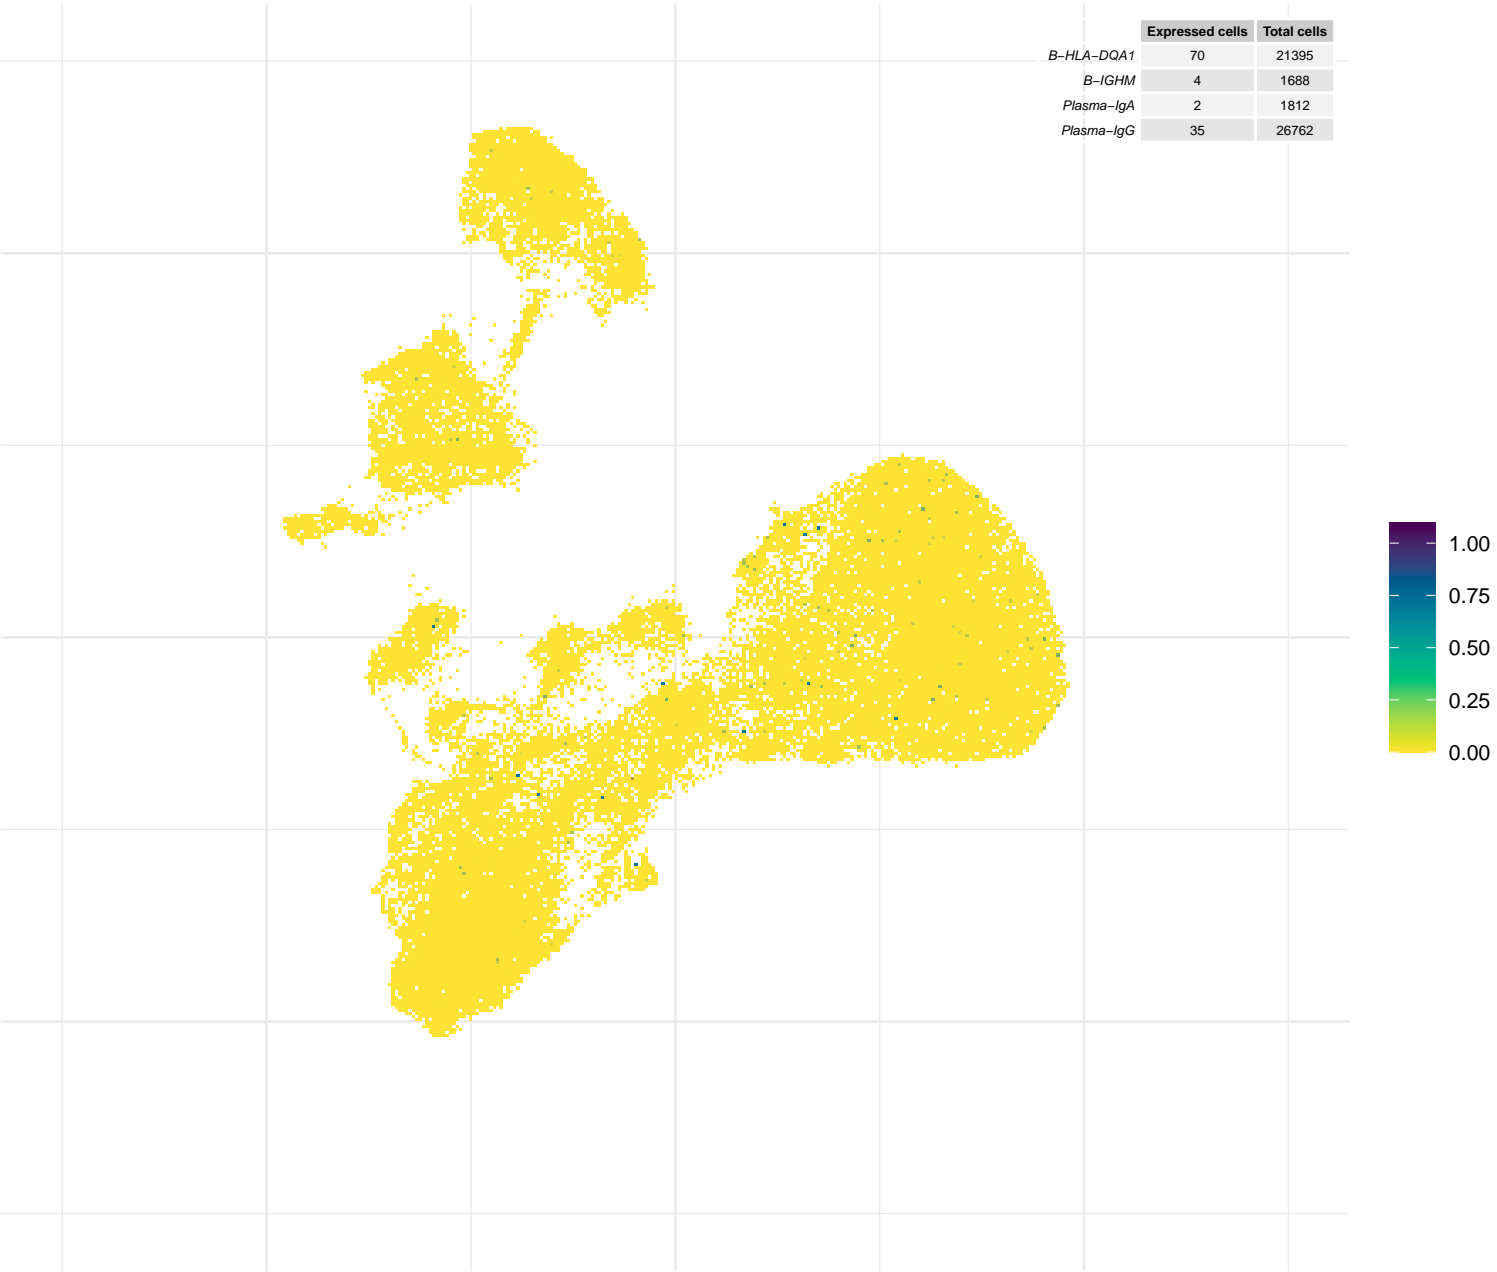 Expressed cells Total cells
B−HLA−DQA1 70 21395
B−IGHM 4 1688
Plasma−IgA 2 1812
Plasma−IgG 35 26762
1.00
0.75
0.50
0.25
0.00